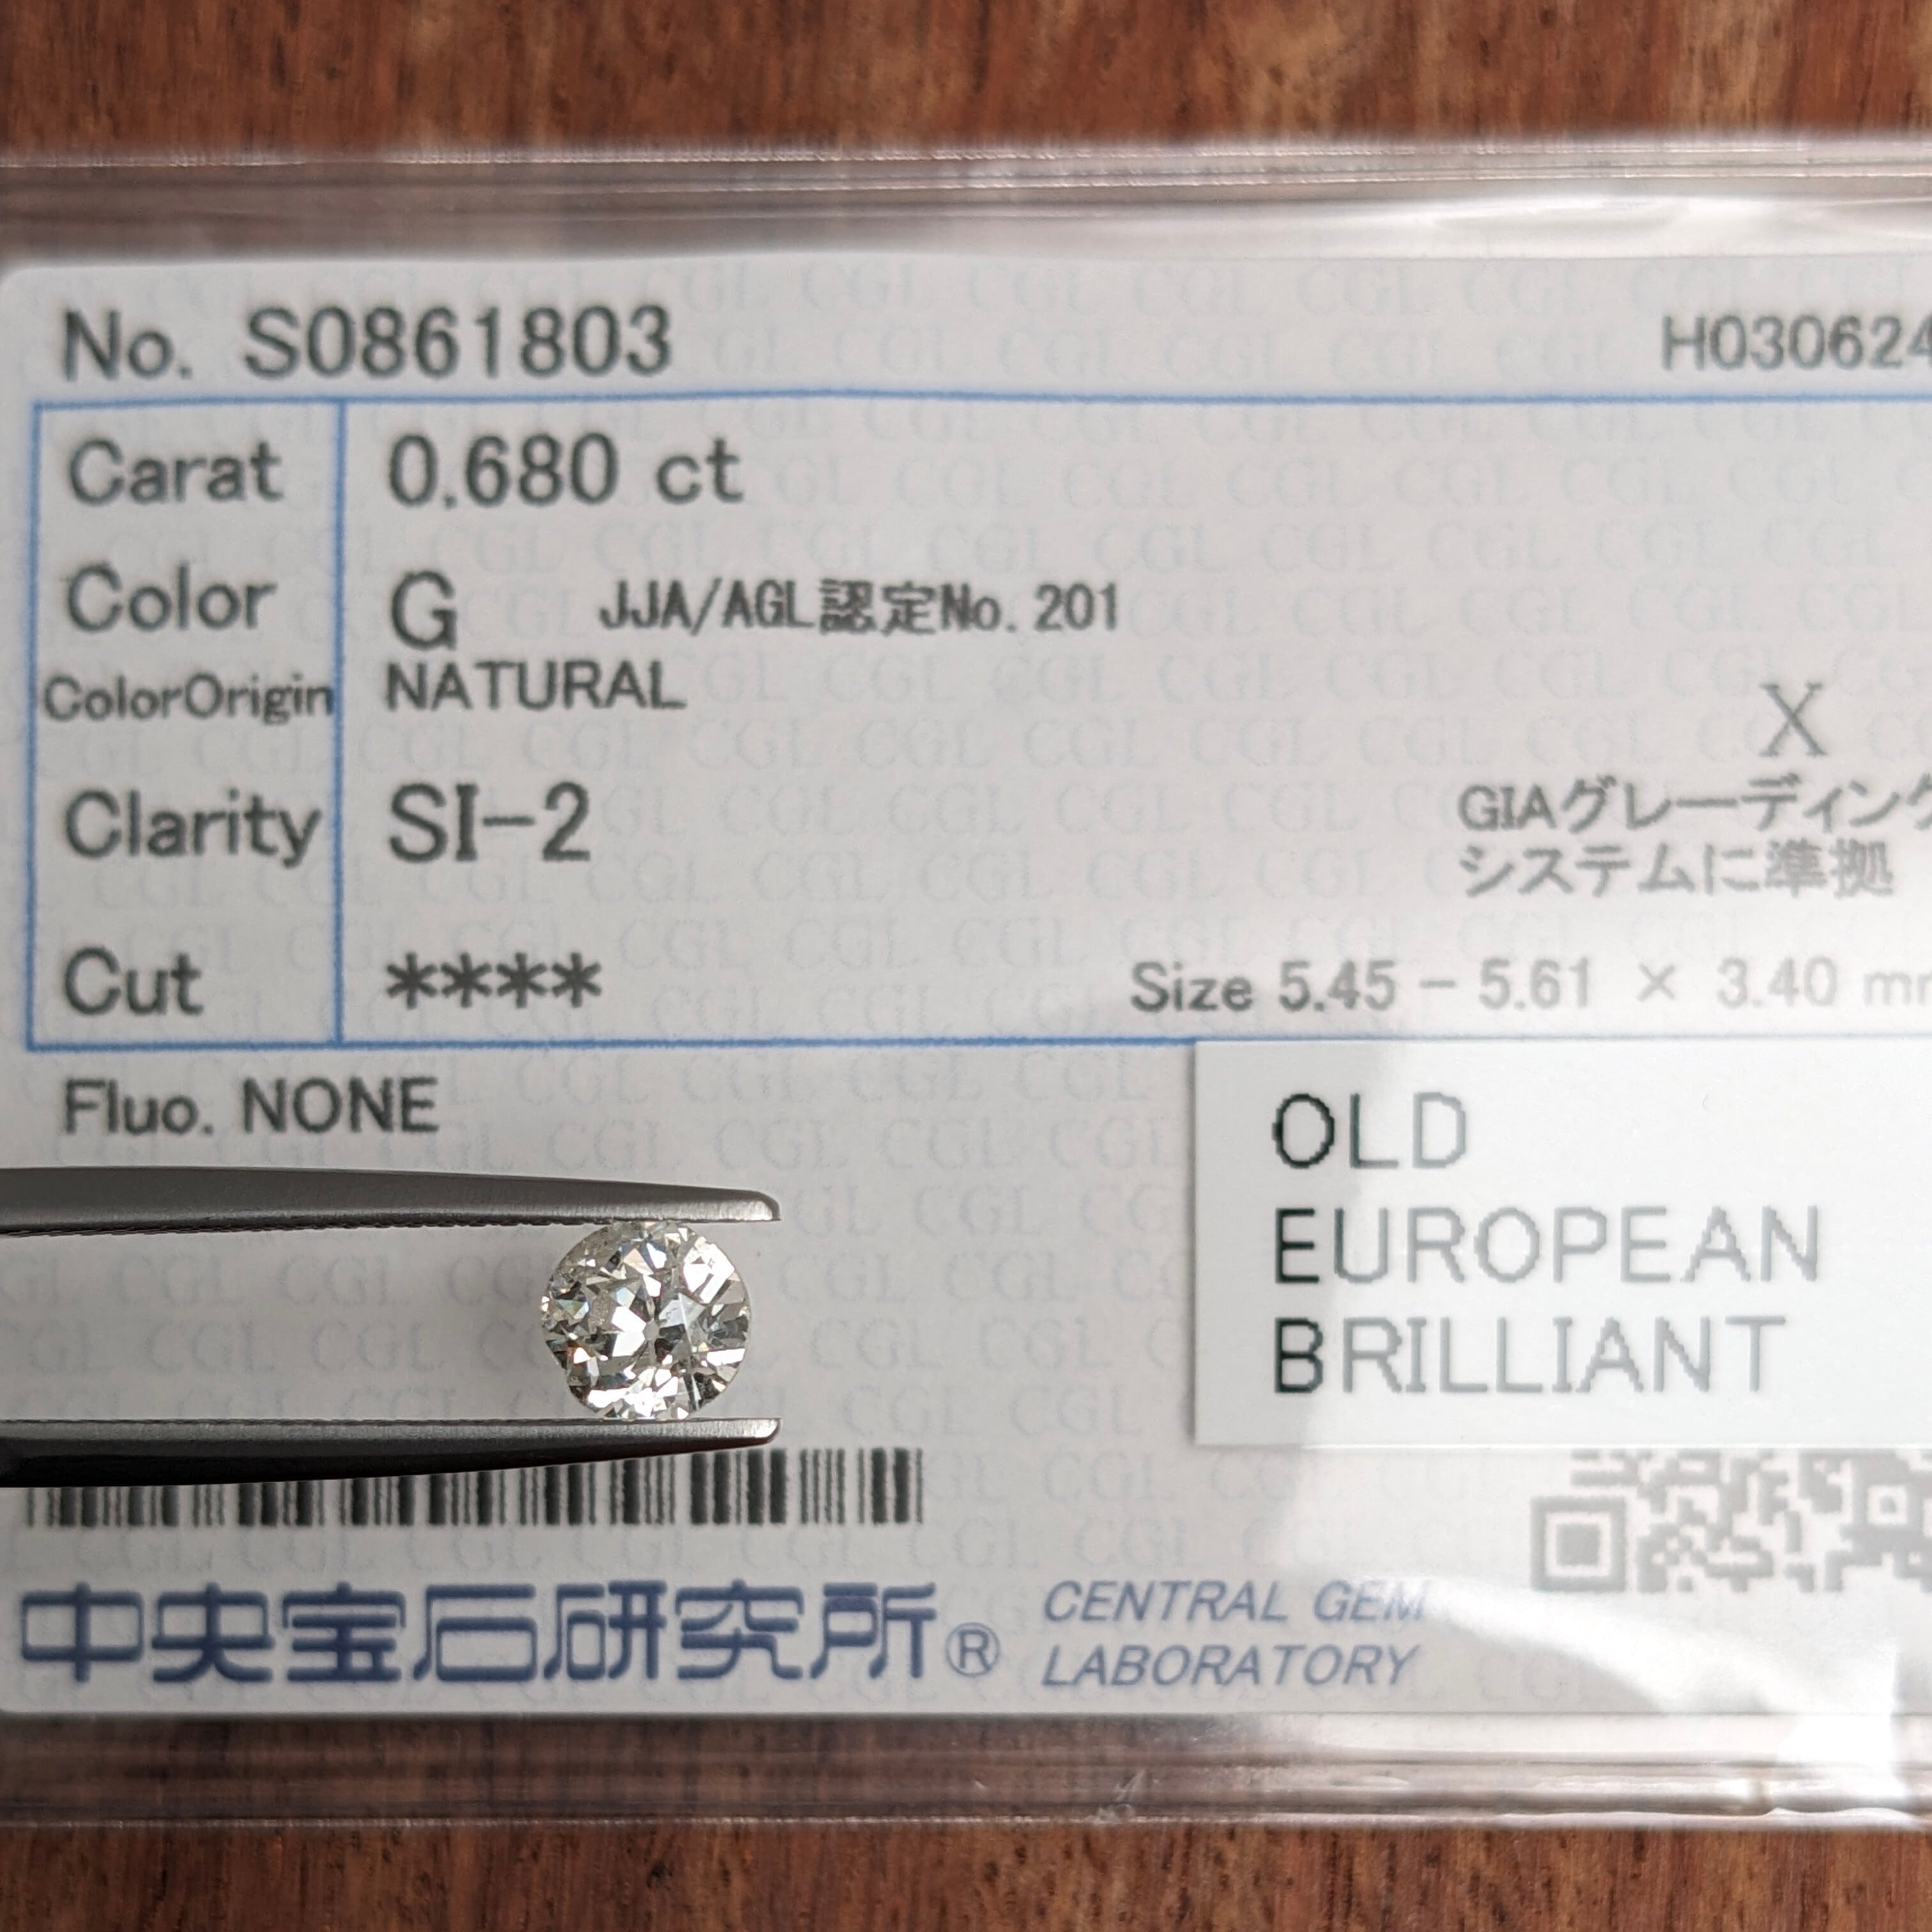 No. S0861803
H030624
Carat 0.680 ct
Color G JJA/AGL認定No. 201
ColorOrigin NATURAL
X
Clarity SI-2
GIAグレーディング
システムに準拠
Cut ****
Size 5.45 - 5.61 × 3.40 mm
Fluo. NONE
OLD
EUROPEAN
BRILLIANT
中央宝石研究所®
CENTRAL GEM
LABORATORY